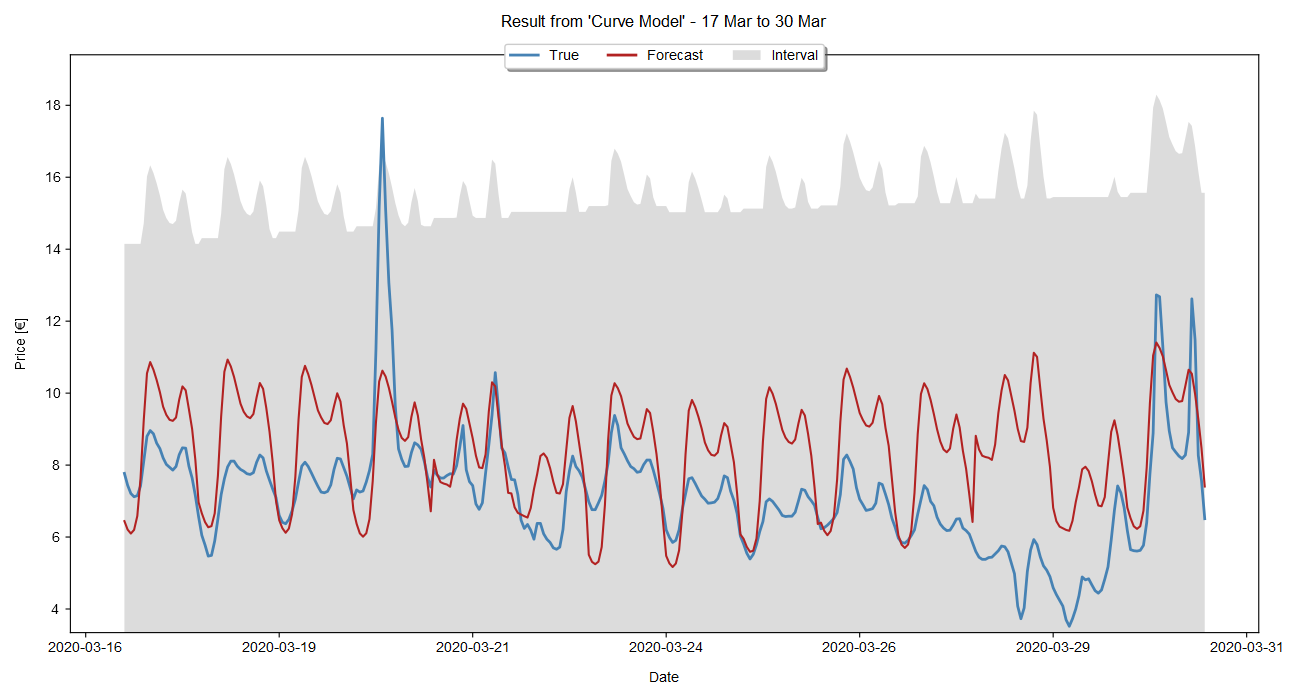 Result from 'Curve Model' - 17 Mar to 30 Mar
True Forecast Interval
18
16
14
12
10
8
6
4
Price [€]
2020-03-16 2020-03-19 2020-03-21 2020-03-24 2020-03-26 2020-03-29 2020-03-31
Date